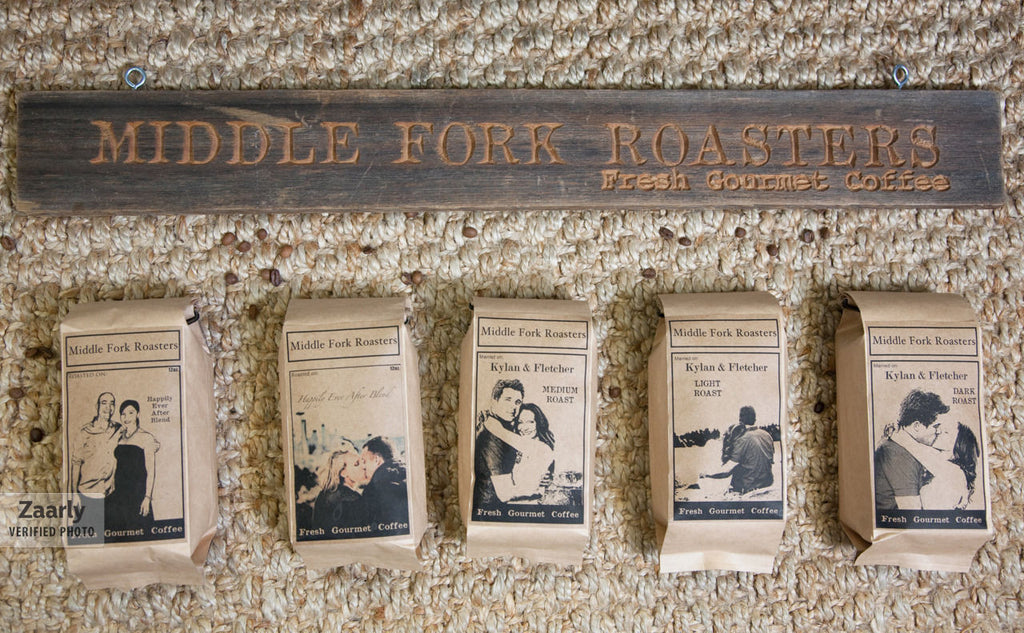 MIDDLE FORK ROASTERS
Fresh Gourmet Coffee
Middle Fork Roasters
ROASTED ON:
12oz.
Happily
Ever
After
Blend
Fresh Gourmet Coffee
Middle Fork Roasters
Roasted on:
12oz.
Happily Ever After Blend
Fresh Gourmet Coffee
Middle Fork Roasters
Married on:
Kylan & Fletcher
MEDIUM
ROAST
Fresh Gourmet Coffee
Middle Fork Roasters
Married on:
Kylan & Fletcher
LIGHT
ROAST
Fresh Gourmet Coffee
Middle Fork Roasters
Married on:
Kylan & Fletcher
DARK
ROAST
Fresh Gourmet Coffee
Zaarly
VERIFIED PHOTO